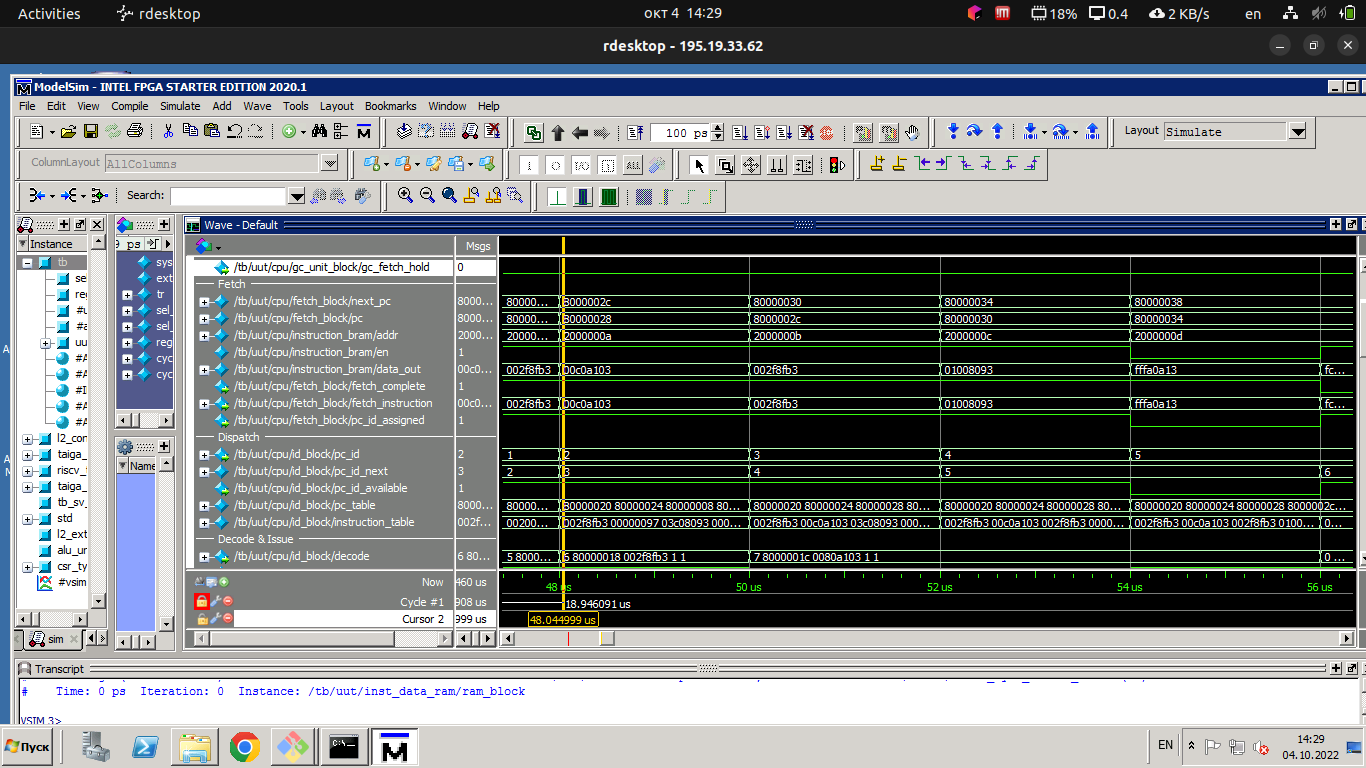 Activities rdesktop окт 4 14:29 18% 0.4 2 KB/s en
rdesktop - 195.19.33.62
ModelSim - INTEL FPGA STARTER EDITION 2020.1
File Edit View Compile Simulate Add Wave Tools Layout Bookmarks Window Help
100 ps Layout Simulate
ColumnLayout AllColumns
Search:
Wave - Default
Instance 9 ps Msgs
tb sys
/tb/uut/cpu/gc_unit_block/gc_fetch_hold 0
se ext
Fetch
re tr
/tb/uut/cpu/fetch_block/next_pc 8000... 80000... 8000002c 80000030 80000034 80000038
#u sel_
/tb/uut/cpu/fetch_block/pc 8000... 80000... 80000028 8000002c 80000030 80000034
#a sel_
/tb/uut/cpu/instruction_bram/addr 2000... 20000... 2000000a 2000000b 2000000c 2000000d
uu reg
/tb/uut/cpu/instruction_bram/en 1
#A cyc
/tb/uut/cpu/instruction_bram/data_out 00c0... 002f8fb3 00c0a103 002f8fb3 01008093 fffa0a13 fc...
#A cyc
/tb/uut/cpu/fetch_block/fetch_complete 1
#I
/tb/uut/cpu/fetch_block/fetch_instruction 00c0... 002f8fb3 00c0a103 002f8fb3 01008093 fffa0a13 fc...
#A
/tb/uut/cpu/fetch_block/pc_id_assigned 1
#A
Dispatch
l2_con
/tb/uut/cpu/id_block/pc_id 2 1 2 3 4 5
taiga_
/tb/uut/cpu/id_block/pc_id_next 3 2 3 4 5 6
riscv_
Name
/tb/uut/cpu/id_block/pc_id_available 1
taiga_
/tb/uut/cpu/id_block/pc_table 8000... 80000... 80000020 80000024 80000008 80... 80000020 80000024 80000028 80... 80000020 80000024 80000028 80... 80000020 80000024 80000028 8000002c...
tb_sv_
/tb/uut/cpu/id_block/instruction_table 002f... 00200... 002f8fb3 00000097 03c08093 000... 002f8fb3 00c0a103 03c08093 000... 002f8fb3 00c0a103 002f8fb3 0000... 002f8fb3 00c0a103 002f8fb3 0100... 0...
std
Decode & Issue
l2_ext
/tb/uut/cpu/id_block/decode 6 80... 5 8000... 6 80000018 002f8fb3 1 1 7 8000001c 0080a103 1 1 0 ...
alu_un
csr_ty
#vsim
Now 460 us 48 us 50 us 52 us 54 us 56 us
Cycle #1 908 us 18.946091 us
Cursor 2 999 us 48.044999 us
sim
Transcript
# Time: 0 ps Iteration: 0 Instance: /tb/uut/inst_data_ram/ram_block
VSIM 3>
Пуск EN 14:29
04.10.2022